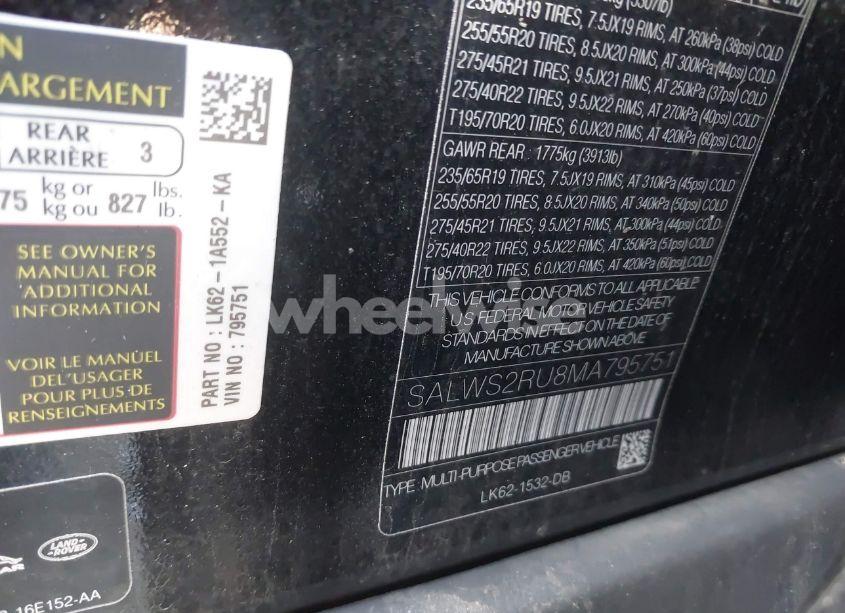 N
ARGEMENT
REAR
ARRIÈRE 3
75 kg or 827 lbs.
kg ou lb.
SEE OWNER'S
MANUAL FOR
ADDITIONAL
INFORMATION
VOIR LE MANUEL
DEL'USAGER
POUR PLUS DE
RENSEIGNEMENTS
PART NO : LK62-1A552-KA
VIN NO : 795751
235/65R19 TIRES, 7.5JX19 RIMS, AT 260kPa (38psi) COLD
255/55R20 TIRES, 8.5JX20 RIMS, AT 300kPa (44psi) COLD
275/45R21 TIRES, 9.5JX21 RIMS, AT 250kPa (37psi) COLD
275/40R22 TIRES, 9.5JX22 RIMS, AT 270kPa (40psi) COLD
T195/70R20 TIRES, 6.0JX20 RIMS, AT 420kPa (60psi) COLD
GAWR REAR : 1775kg (3913lb)
235/65R19 TIRES, 7.5JX19 RIMS, AT 310kPa (45psi) COLD
255/55R20 TIRES, 8.5JX20 RIMS, AT 340kPa (50psi) COLD
275/45R21 TIRES, 9.5JX21 RIMS, AT 300kPa (44psi) COLD
275/40R22 TIRES, 9.5JX22 RIMS, AT 350kPa (51psi) COLD
T195/70R20 TIRES, 6.0JX20 RIMS, AT 420kPa (60psi) COLD
THIS VEHICLE CONFORMS TO ALL APPLICABLE
U.S. FEDERAL MOTOR VEHICLE SAFETY
STANDARDS IN EFFECT ON THE DATE OF
MANUFACTURE SHOWN ABOVE
SALWS2RU8MA795751
TYPE : MULTI-PURPOSE PASSENGER VEHICLE
LK62-1532-DB
wheelwise
LAND-
ROVER
16E152-AA